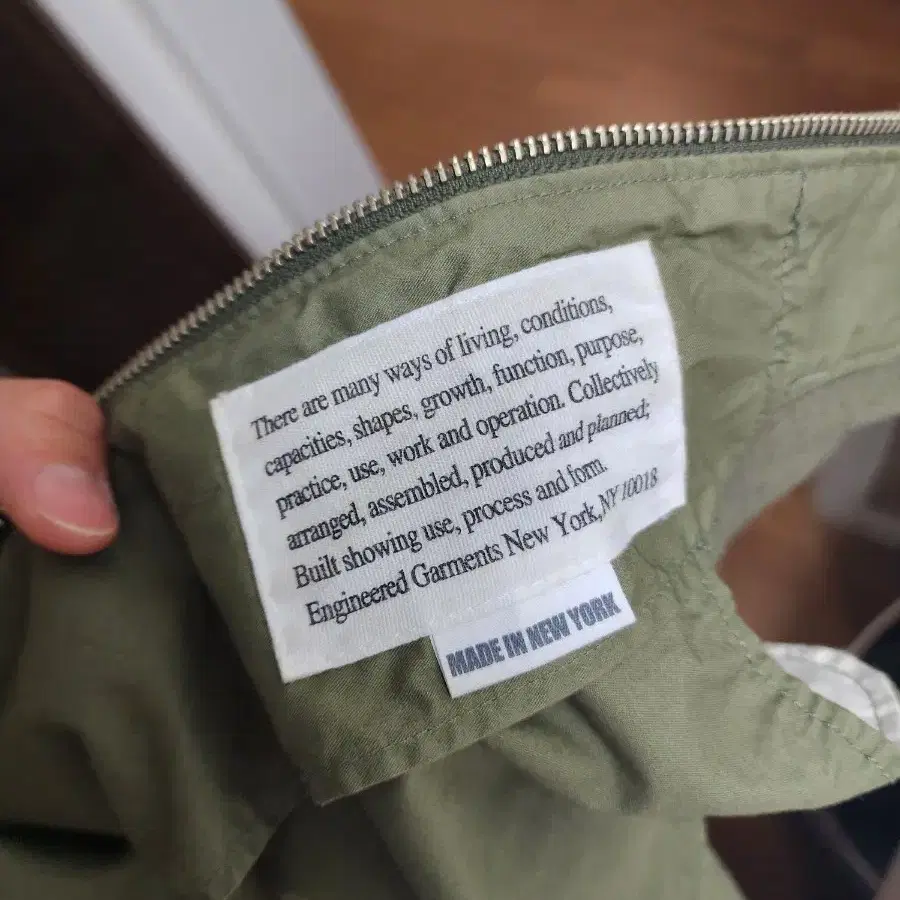 There are many ways of living, conditions,
capacities, shapes, growth, function, purpose,
practice, use, work and operation. Collectively
arranged, assembled, produced and planned;
Built showing use, process and form.
Engineered Garments New York, NY 10018
MADE IN NEW YORK